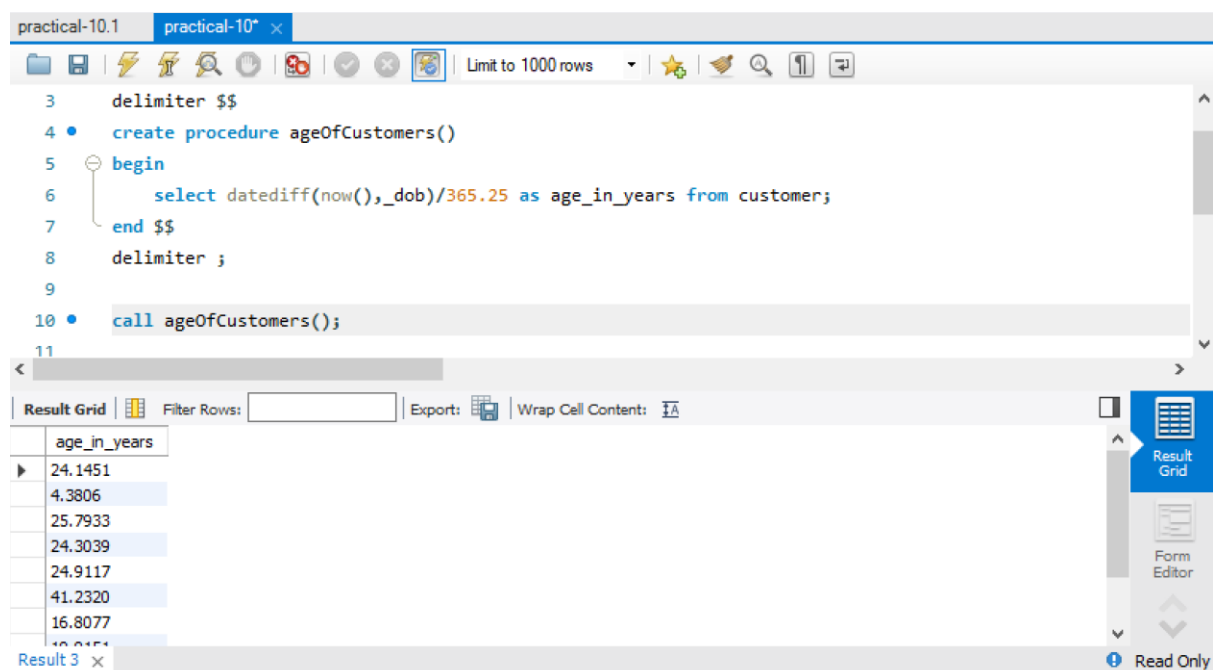 practical-10.1 practical-10*
Limit to 1000 rows
3 delimiter $$
4 create procedure ageOfCustomers()
5 begin
6 select datediff(now(),_dob)/365.25 as age_in_years from customer;
7 end $$
8 delimiter ;
9
10 call ageOfCustomers();
11
Result Grid Filter Rows: Export: Wrap Cell Content:
age_in_years
24.1451
4.3806
25.7933
24.3039
24.9117
41.2320
16.8077
Result
Grid
Form
Editor
Result 3 Read Only